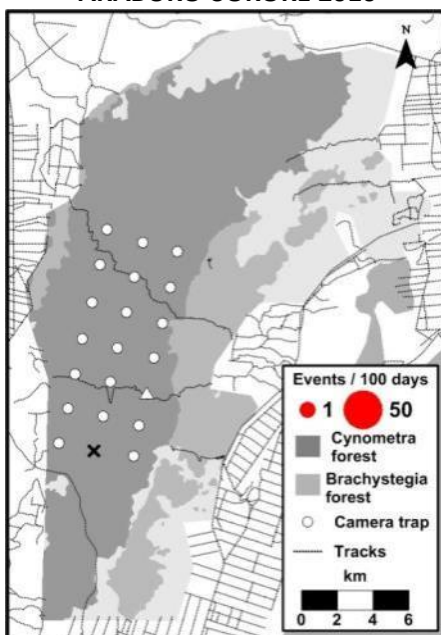 N
Events / 100 days
1 50
Cynometra
forest
Brachystegia
forest
Camera trap
Tracks
km
0 2 4 6